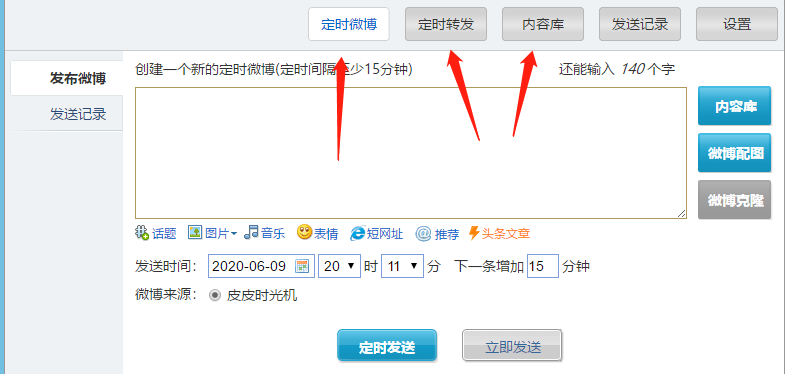 定时微博 定时转发 内容库 发送记录 设置
发布微博
发送记录
创建一个新的定时微博(定时间隔至少15分钟) 还能输入 140 个字
内容库
微博配图
微博克隆
话题 图片 音乐 表情 短网址 推荐 头条文章
发送时间: 2020-06-09 20 时 11 分 下一条增加 15 分钟
微博来源: 皮皮时光机
定时发送 立即发送